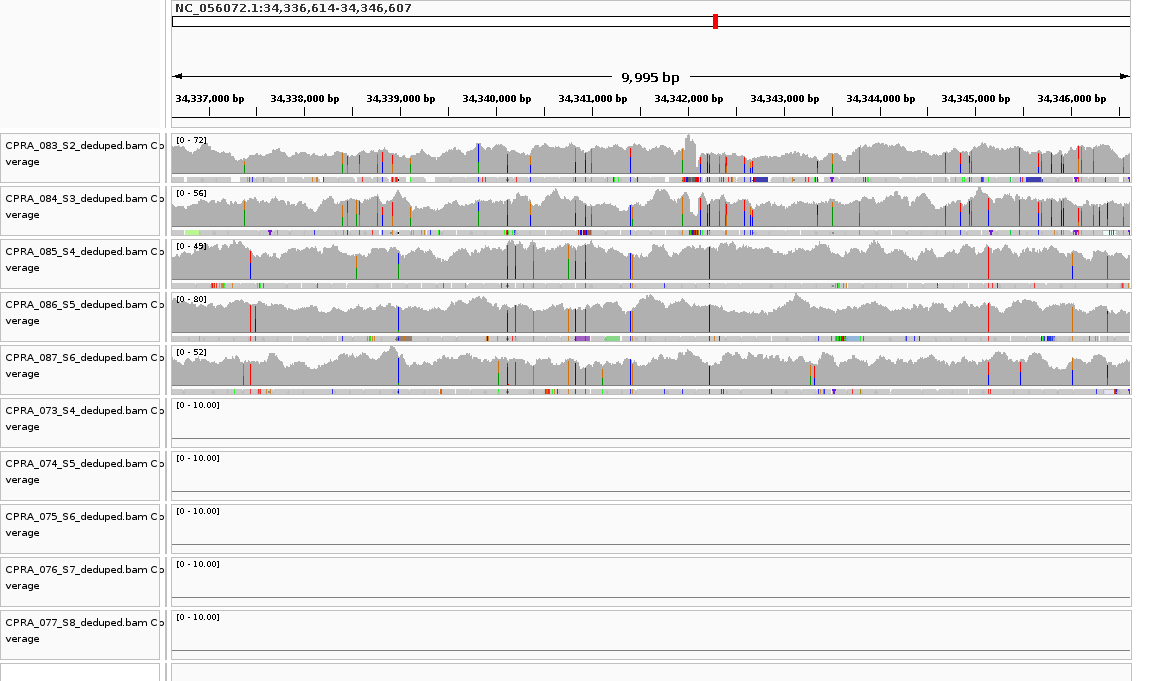 NC_056072.1:34,336,614-34,346,607
9,995 bp
34,337,000 bp 34,338,000 bp 34,339,000 bp 34,340,000 bp 34,341,000 bp 34,342,000 bp 34,343,000 bp 34,344,000 bp 34,345,000 bp 34,346,000 bp
CPRA_083_S2_deduped.bam Co
verage
[0 - 72]
CPRA_084_S3_deduped.bam Co
verage
[0 - 56]
CPRA_085_S4_deduped.bam Co
verage
[0 - 49]
CPRA_086_S5_deduped.bam Co
verage
[0 - 80]
CPRA_087_S6_deduped.bam Co
verage
[0 - 52]
CPRA_073_S4_deduped.bam Co
verage
[0 - 10.00]
CPRA_074_S5_deduped.bam Co
verage
[0 - 10.00]
CPRA_075_S6_deduped.bam Co
verage
[0 - 10.00]
CPRA_076_S7_deduped.bam Co
verage
[0 - 10.00]
CPRA_077_S8_deduped.bam Co
verage
[0 - 10.00]